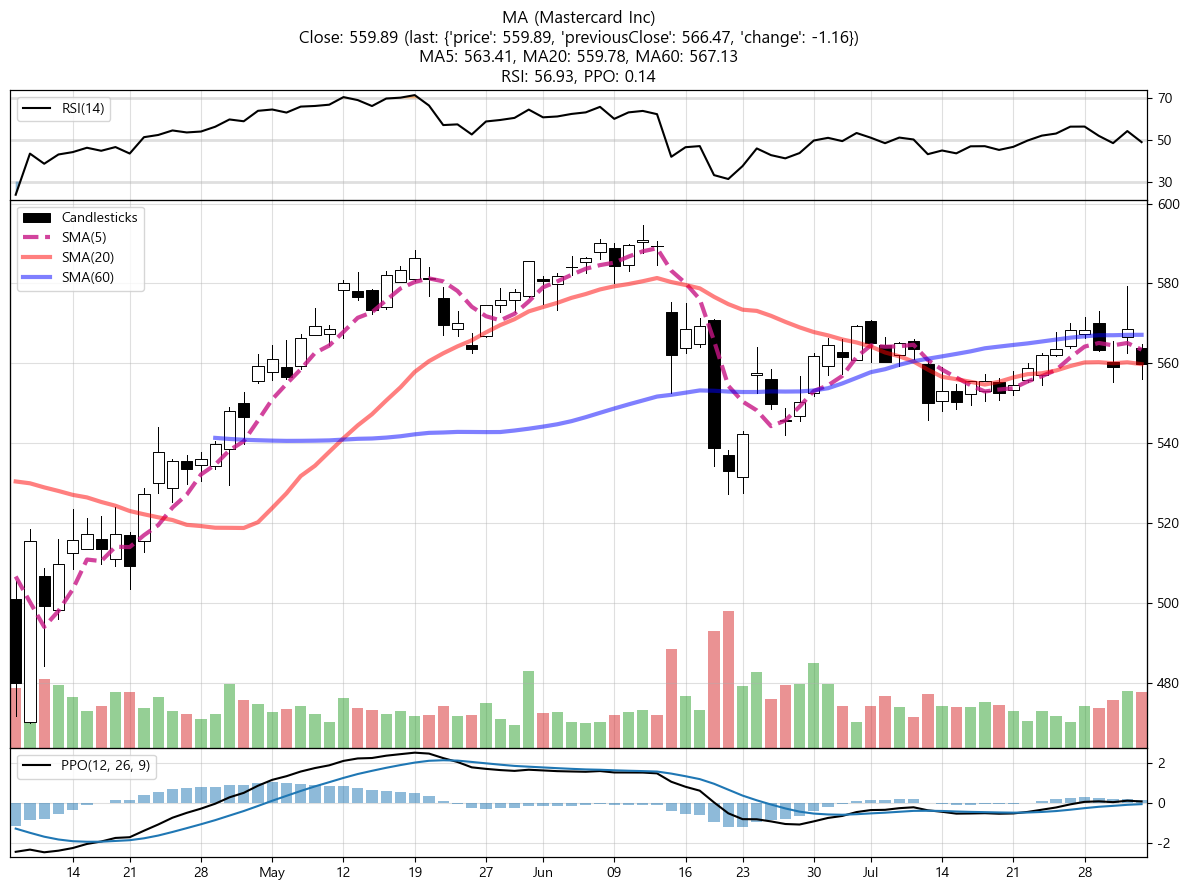 MA (Mastercard Inc)
Close: 559.89 (last: {'price': 559.89, 'previousClose': 566.47, 'change': -1.16})
MA5: 563.41, MA20: 559.78, MA60: 567.13
RSI: 56.93, PPO: 0.14
RSI(14)
70
50
30
Candlesticks
SMA(5)
SMA(20)
SMA(60)
600
580
560
540
520
500
480
PPO(12, 26, 9)
2
0
-2
14 21 28 May 12 19 27 Jun 09 16 23 30 Jul 14 21 28